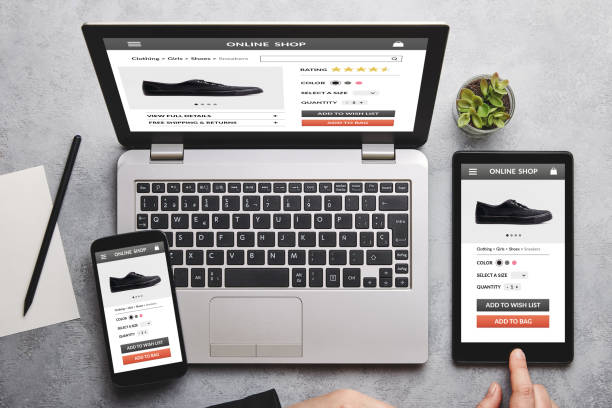 ONLINE SHOP
Clothing > Girls > Shoes > Sneakers
RATING
COLOR
SELECT A SIZE
QUANTITY - 1 +
VIEW FULL DETAILS +
FREE SHIPPING & RETURNS +
ADD TO WISH LIST
ADD TO BAG
Q W E R T Y U I O P
A S D F G H J K L Ñ
Z X C V B N M
ONLINE SHOP
Clothing > Girls > Shoes > Sneakers
COLOR
SELECT A SIZE
QUANTITY - 1 +
ADD TO WISH LIST
ADD TO BAG
ONLINE SHOP
Clothing > Girls > Shoes > Sneakers
COLOR
SELECT A SIZE
QUANTITY - 1 +
ADD TO WISH LIST
ADD TO BAG